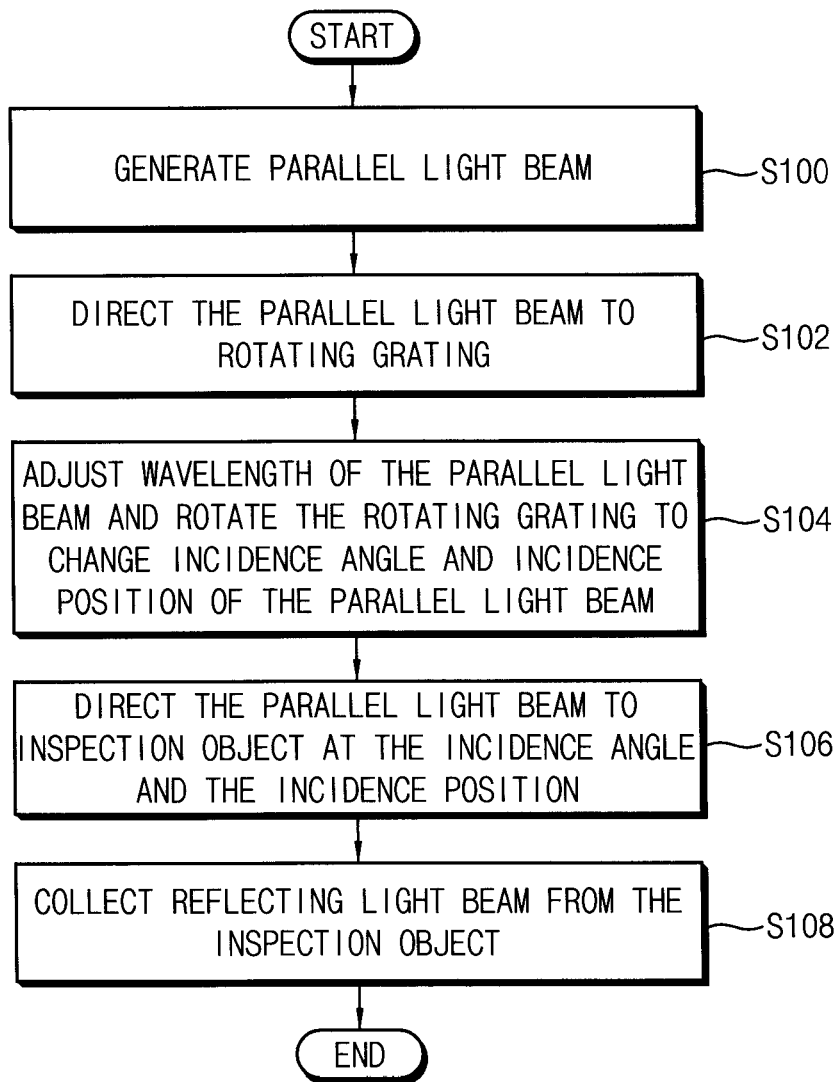 START
GENERATE PARALLEL LIGHT BEAM
S100
DIRECT THE PARALLEL LIGHT BEAM TO
ROTATING GRATING
S102
ADJUST WAVELENGTH OF THE PARALLEL LIGHT
BEAM AND ROTATE THE ROTATING GRATING TO
CHANGE INCIDENCE ANGLE AND INCIDENCE
POSITION OF THE PARALLEL LIGHT BEAM
S104
DIRECT THE PARALLEL LIGHT BEAM TO
INSPECTION OBJECT AT THE INCIDENCE ANGLE
AND THE INCIDENCE POSITION
S106
COLLECT REFLECTING LIGHT BEAM FROM THE
INSPECTION OBJECT
S108
END